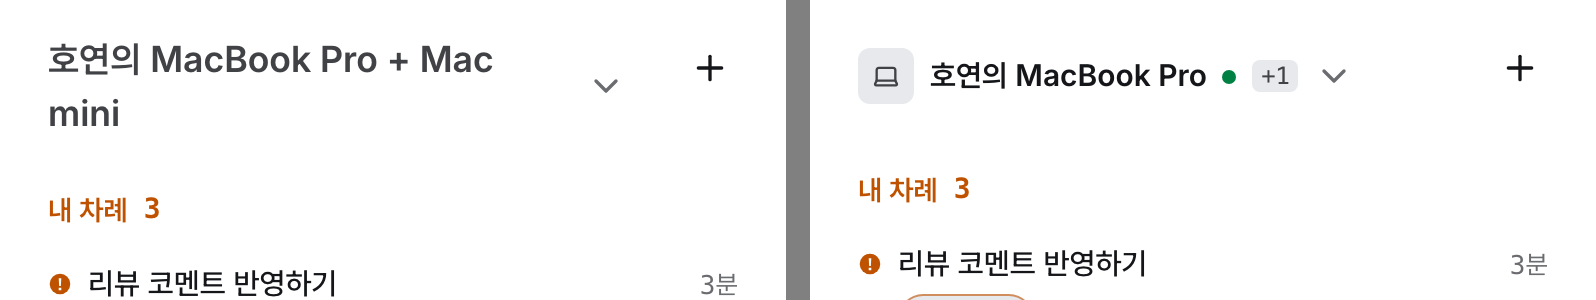 호연의 MacBook Pro + Mac
mini
내 차례 3
리뷰 코멘트 반영하기 3분
호연의 MacBook Pro +1
내 차례 3
리뷰 코멘트 반영하기 3분